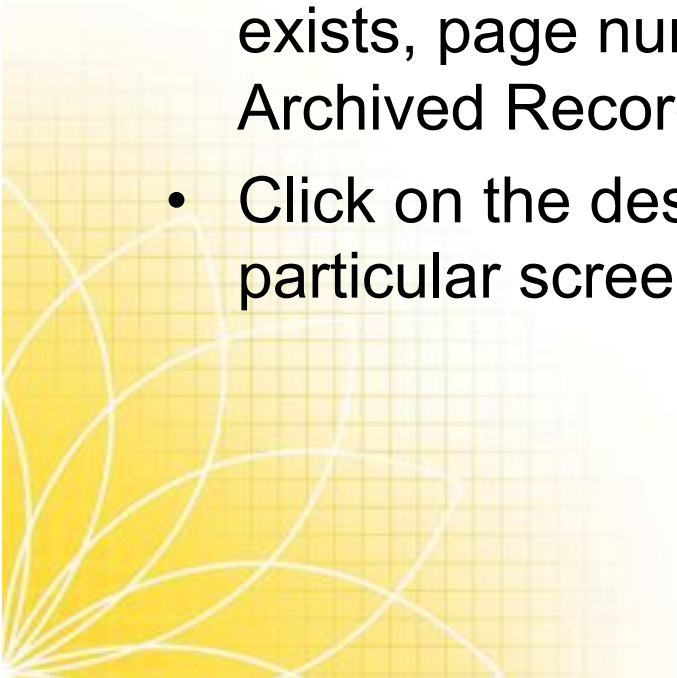 exists, page nu
Archived Recor
• Click on the des
particular scree